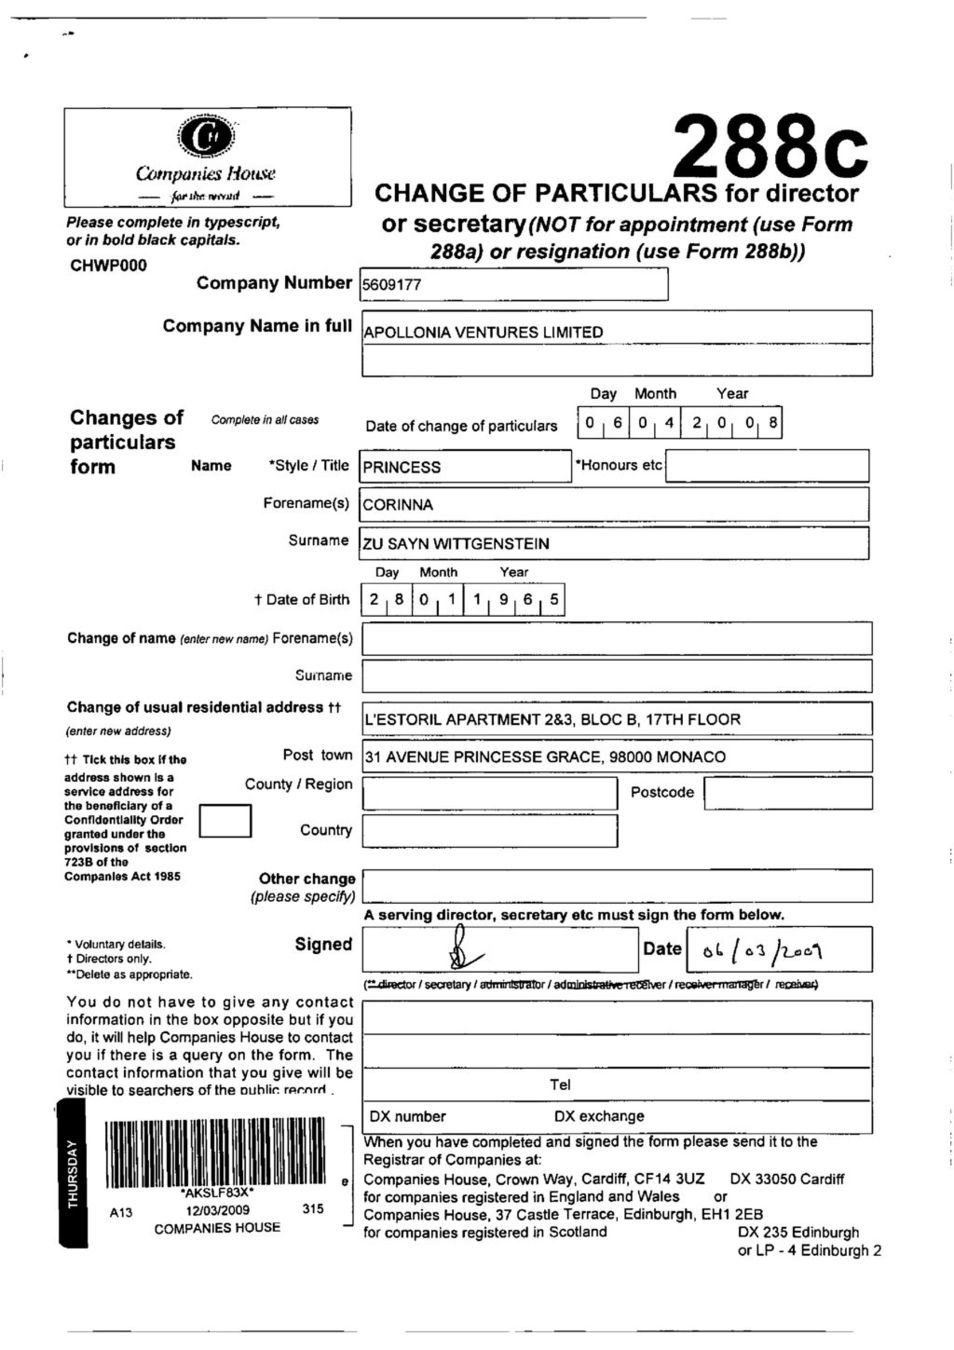 288c
Companies House
for the record
CHANGE OF PARTICULARS for director
or secretary (NOT for appointment (use Form
288a) or resignation (use Form 288b))
Please complete in typescript,
or in bold black capitals.
CHWP000
Company Number 5609177
Company Name in full APOLLONIA VENTURES LIMITED
Day Month Year
Changes of particulars form
Complete in all cases
Date of change of particulars 0 6 0 4 2 0 0 8
Name *Style / Title PRINCESS *Honours etc
Forename(s) CORINNA
Surname ZU SAYN WITTGENSTEIN
Day Month Year
† Date of Birth 2 8 0 1 1 9 6 5
Change of name (enter new name) Forename(s)
Surname
Change of usual residential address ††
(enter new address)
L'ESTORIL APARTMENT 2&3, BLOC B, 17TH FLOOR
Post town 31 AVENUE PRINCESSE GRACE, 98000 MONACO
County / Region
Postcode
Country
†† Tick this box if the
address shown is a
service address for
the beneficiary of a
Confidentiality Order
granted under the
provisions of section
723B of the
Companies Act 1985
Other change
(please specify)
A serving director, secretary etc must sign the form below.
* Voluntary details.
† Directors only.
**Delete as appropriate.
Signed
Date 06/03/2009
(**director / secretary / administrator / administrative receiver / receiver manager / receiver)
You do not have to give any contact
information in the box opposite but if you
do, it will help Companies House to contact
you if there is a query on the form. The
contact information that you give will be
visible to searchers of the public record .
Tel
DX number DX exchange
THURSDAY
*AKSLF83X*
A13 12/03/2009 315
COMPANIES HOUSE
e
When you have completed and signed the form please send it to the
Registrar of Companies at:
Companies House, Crown Way, Cardiff, CF14 3UZ DX 33050 Cardiff
for companies registered in England and Wales or
Companies House, 37 Castle Terrace, Edinburgh, EH1 2EB
for companies registered in Scotland DX 235 Edinburgh
or LP - 4 Edinburgh 2